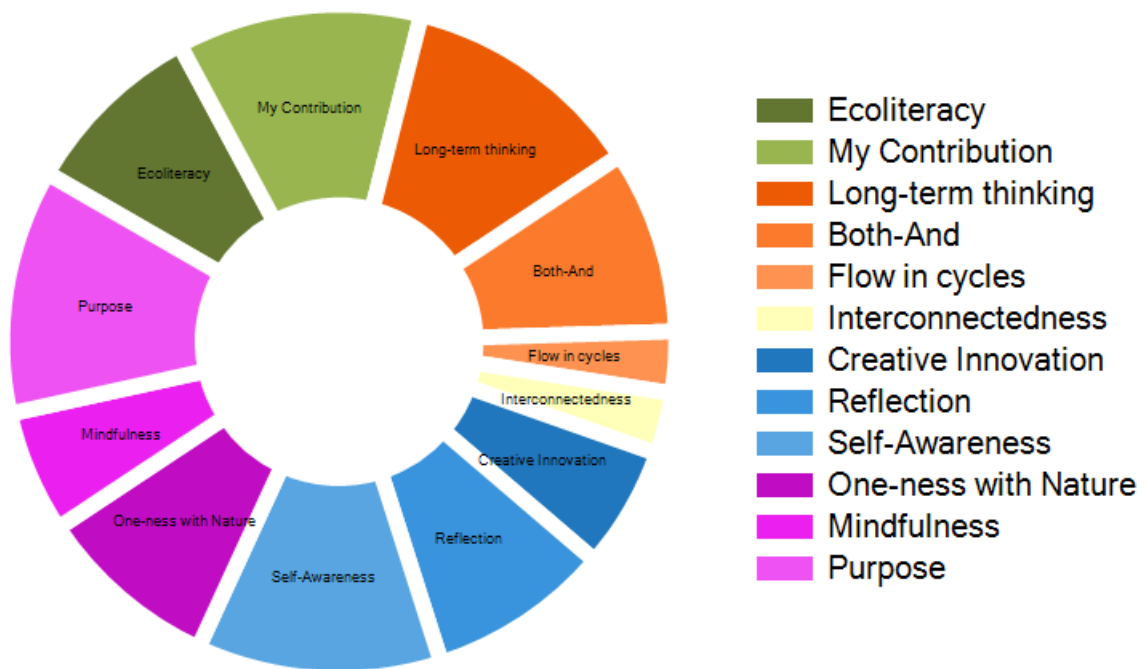 My Contribution
Long-term thinking
Ecoliteracy
Both-And
Purpose
Flow in cycles
Interconnectedness
Mindfulness
Creative Innovation
One-ness with Nature
Reflection
Self-Awareness
Ecoliteracy
My Contribution
Long-term thinking
Both-And
Flow in cycles
Interconnectedness
Creative Innovation
Reflection
Self-Awareness
One-ness with Nature
Mindfulness
Purpose